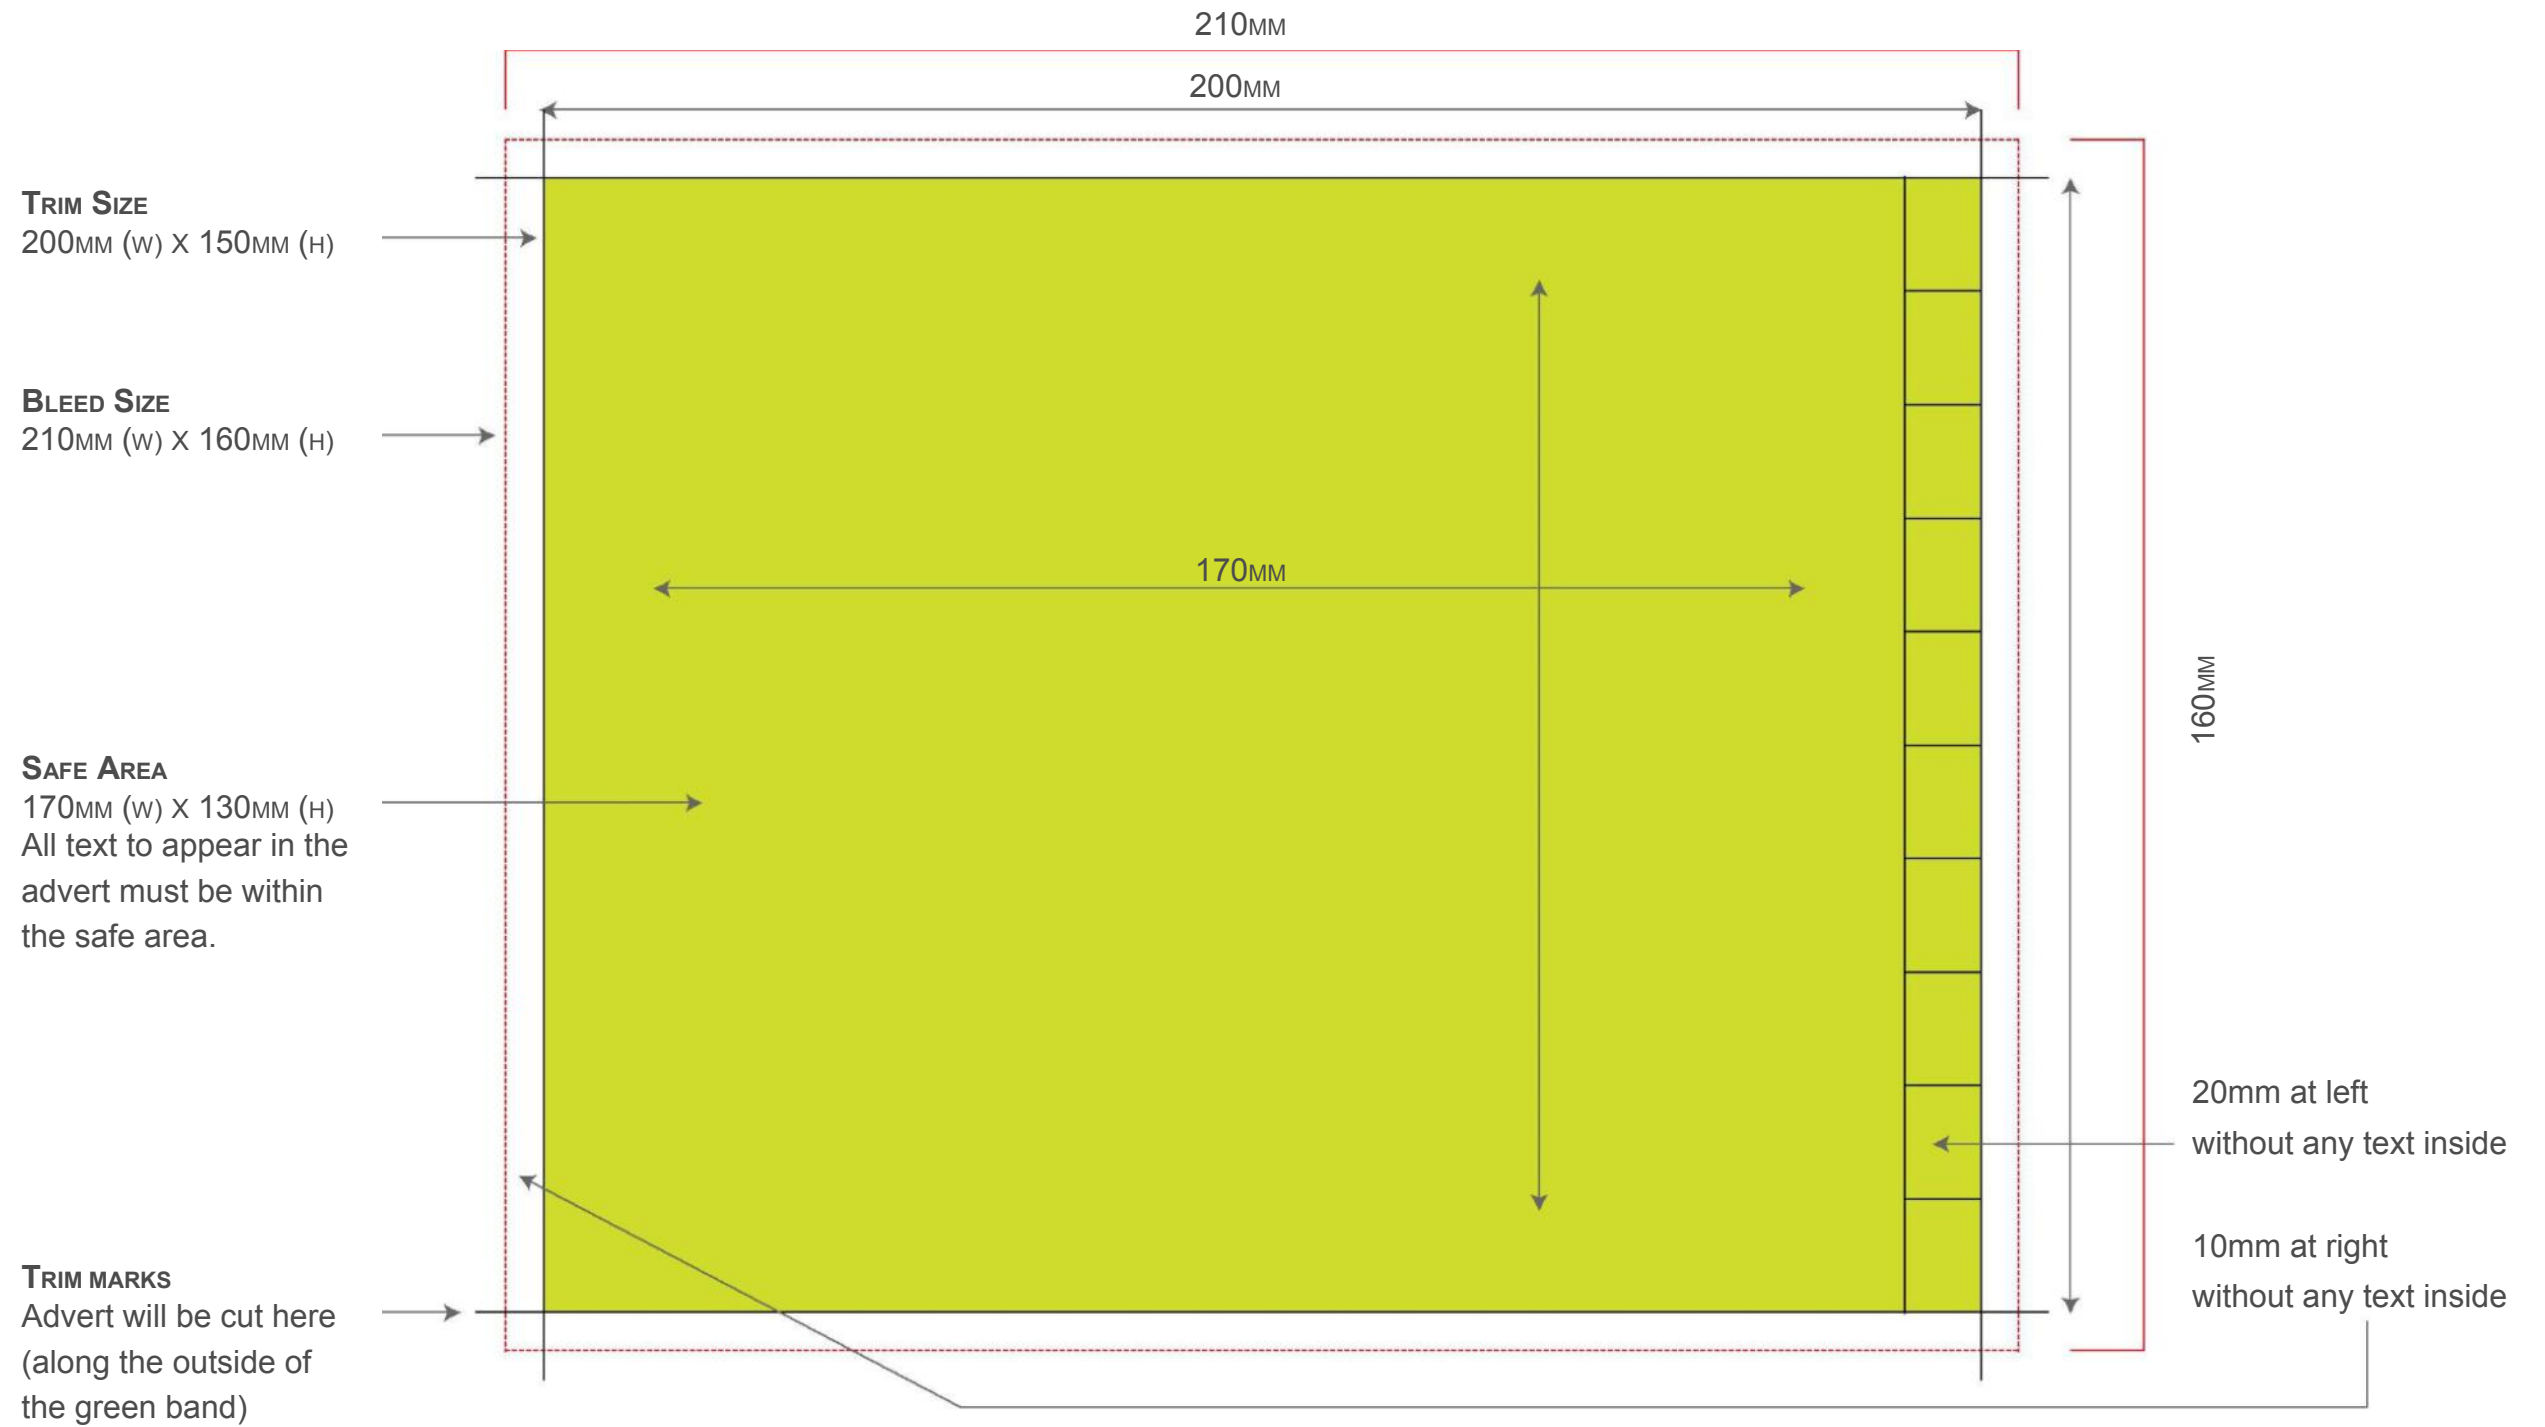 210MM
200MM
TRIM SIZE
200MM (W) X 150MM (H)
BLEED SIZE
210MM (W) X 160MM (H)
170MM
160MM
SAFE AREA
170MM (W) X 130MM (H)
All text to appear in the
advert must be within
the safe area.
20mm at left
without any text inside
10mm at right
without any text inside
TRIM MARKS
Advert will be cut here
(along the outside of
the green band)